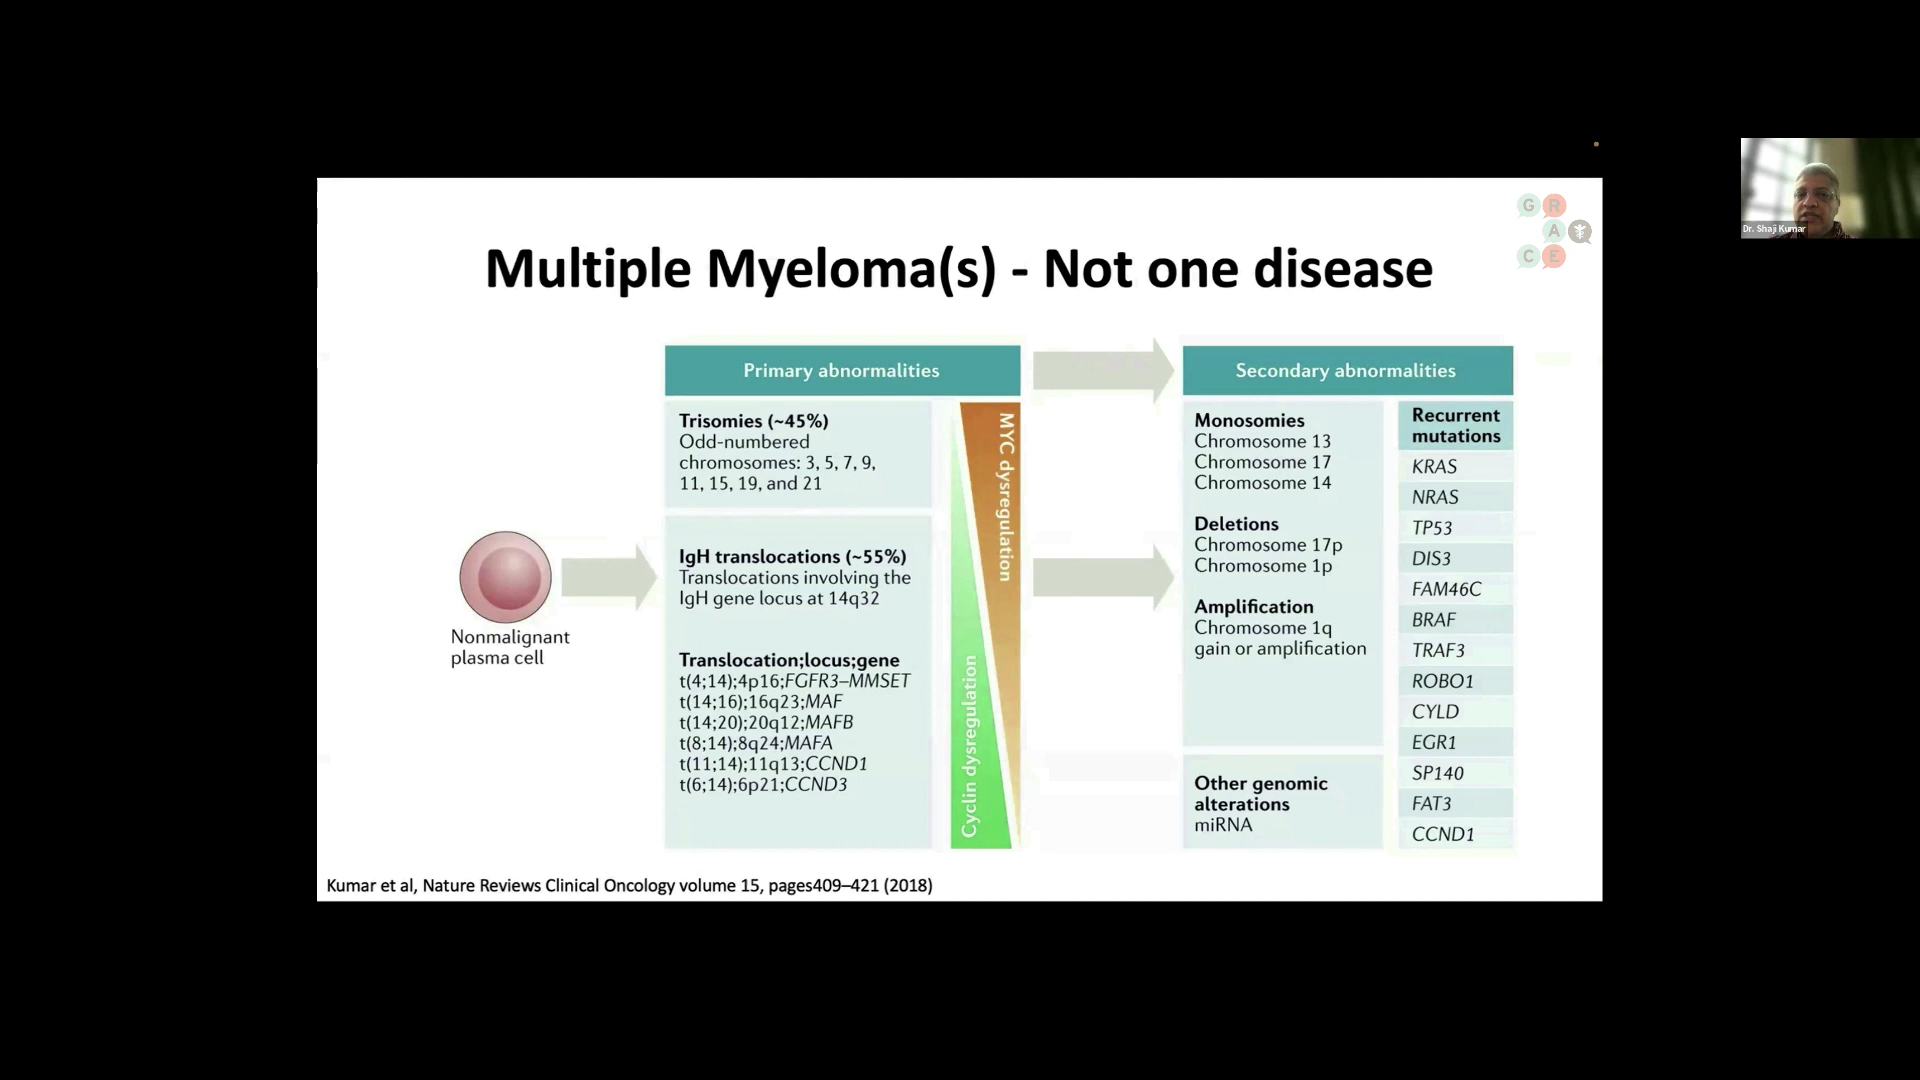 G R
A
C E
Multiple Myeloma(s) - Not one disease
Dr. Shaji Kumar
Primary abnormalities
Trisomies (~45%)
Odd-numbered
chromosomes: 3, 5, 7, 9,
11, 15, 19, and 21
IgH translocations (~55%)
Translocations involving the
IgH gene locus at 14q32
Translocation;locus;gene
t(4;14);4p16;FGFR3–MMSET
t(14;16);16q23;MAF
t(14;20);20q12;MAFB
t(8;14);8q24;MAFA
t(11;14);11q13;CCND1
t(6;14);6p21;CCND3
MYC dysregulation
Cyclin dysregulation
Nonmalignant
plasma cell
Secondary abnormalities
Monosomies
Chromosome 13
Chromosome 17
Chromosome 14
Deletions
Chromosome 17p
Chromosome 1p
Amplification
Chromosome 1q
gain or amplification
Other genomic
alterations
miRNA
Recurrent
mutations
KRAS
NRAS
TP53
DIS3
FAM46C
BRAF
TRAF3
ROBO1
CYLD
EGR1
SP140
FAT3
CCND1
Kumar et al, Nature Reviews Clinical Oncology volume 15, pages409–421 (2018)